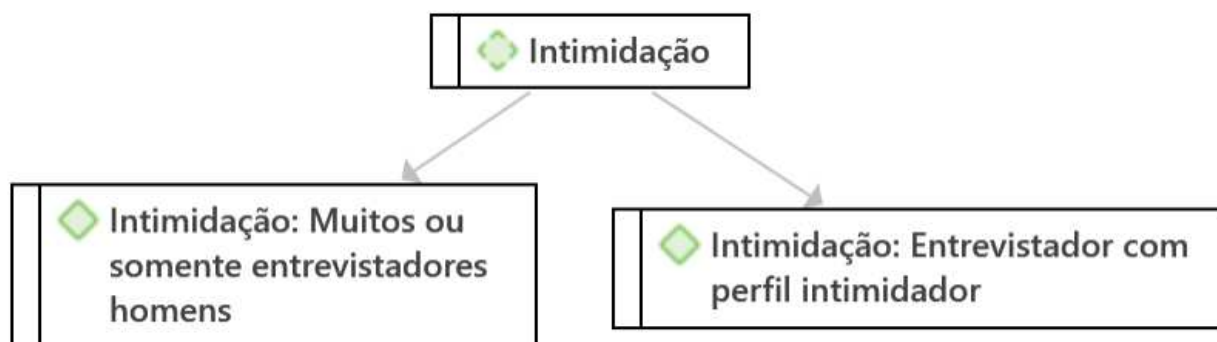 Intimidação
Intimidação: Muitos ou
somente entrevistadores
homens
Intimidação: Entrevistador com
perfil intimidador